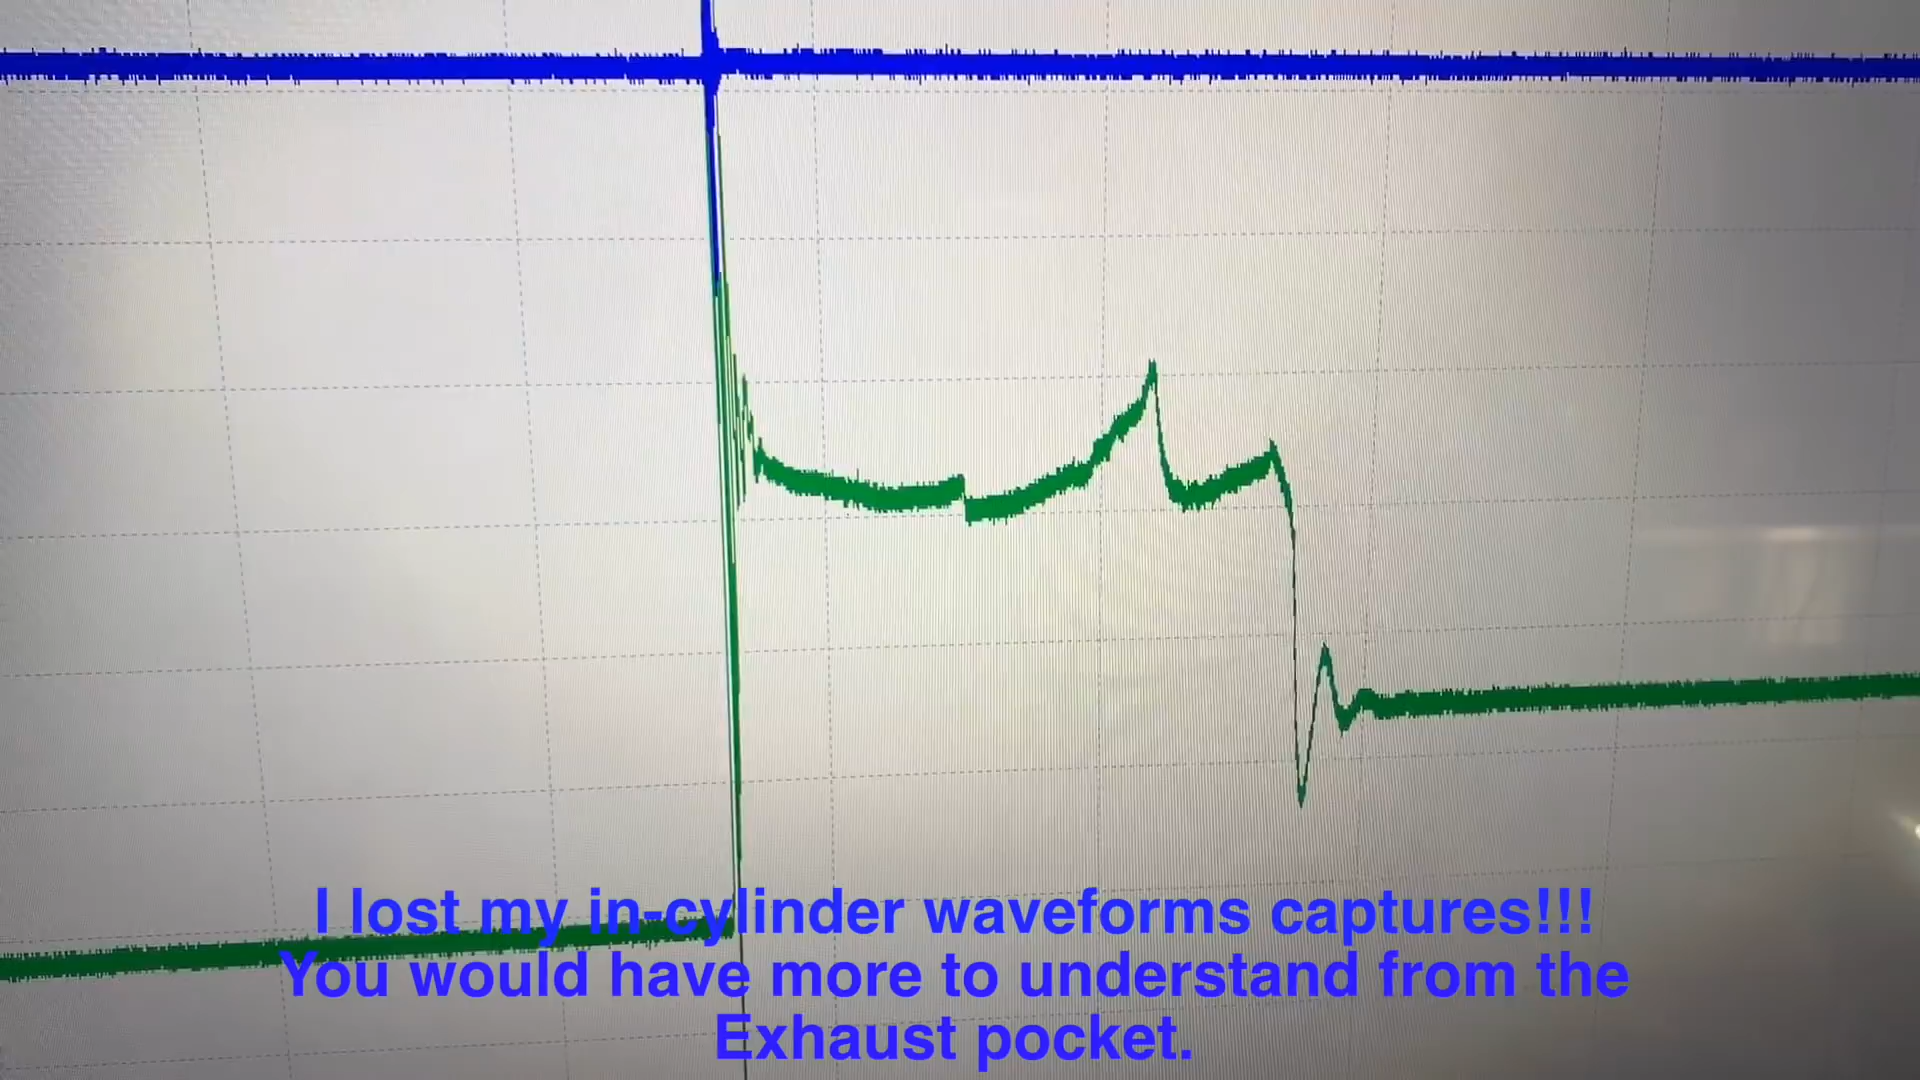 I lost my in-cylinder waveforms captures!!!
You would have more to understand from the
Exhaust pocket.